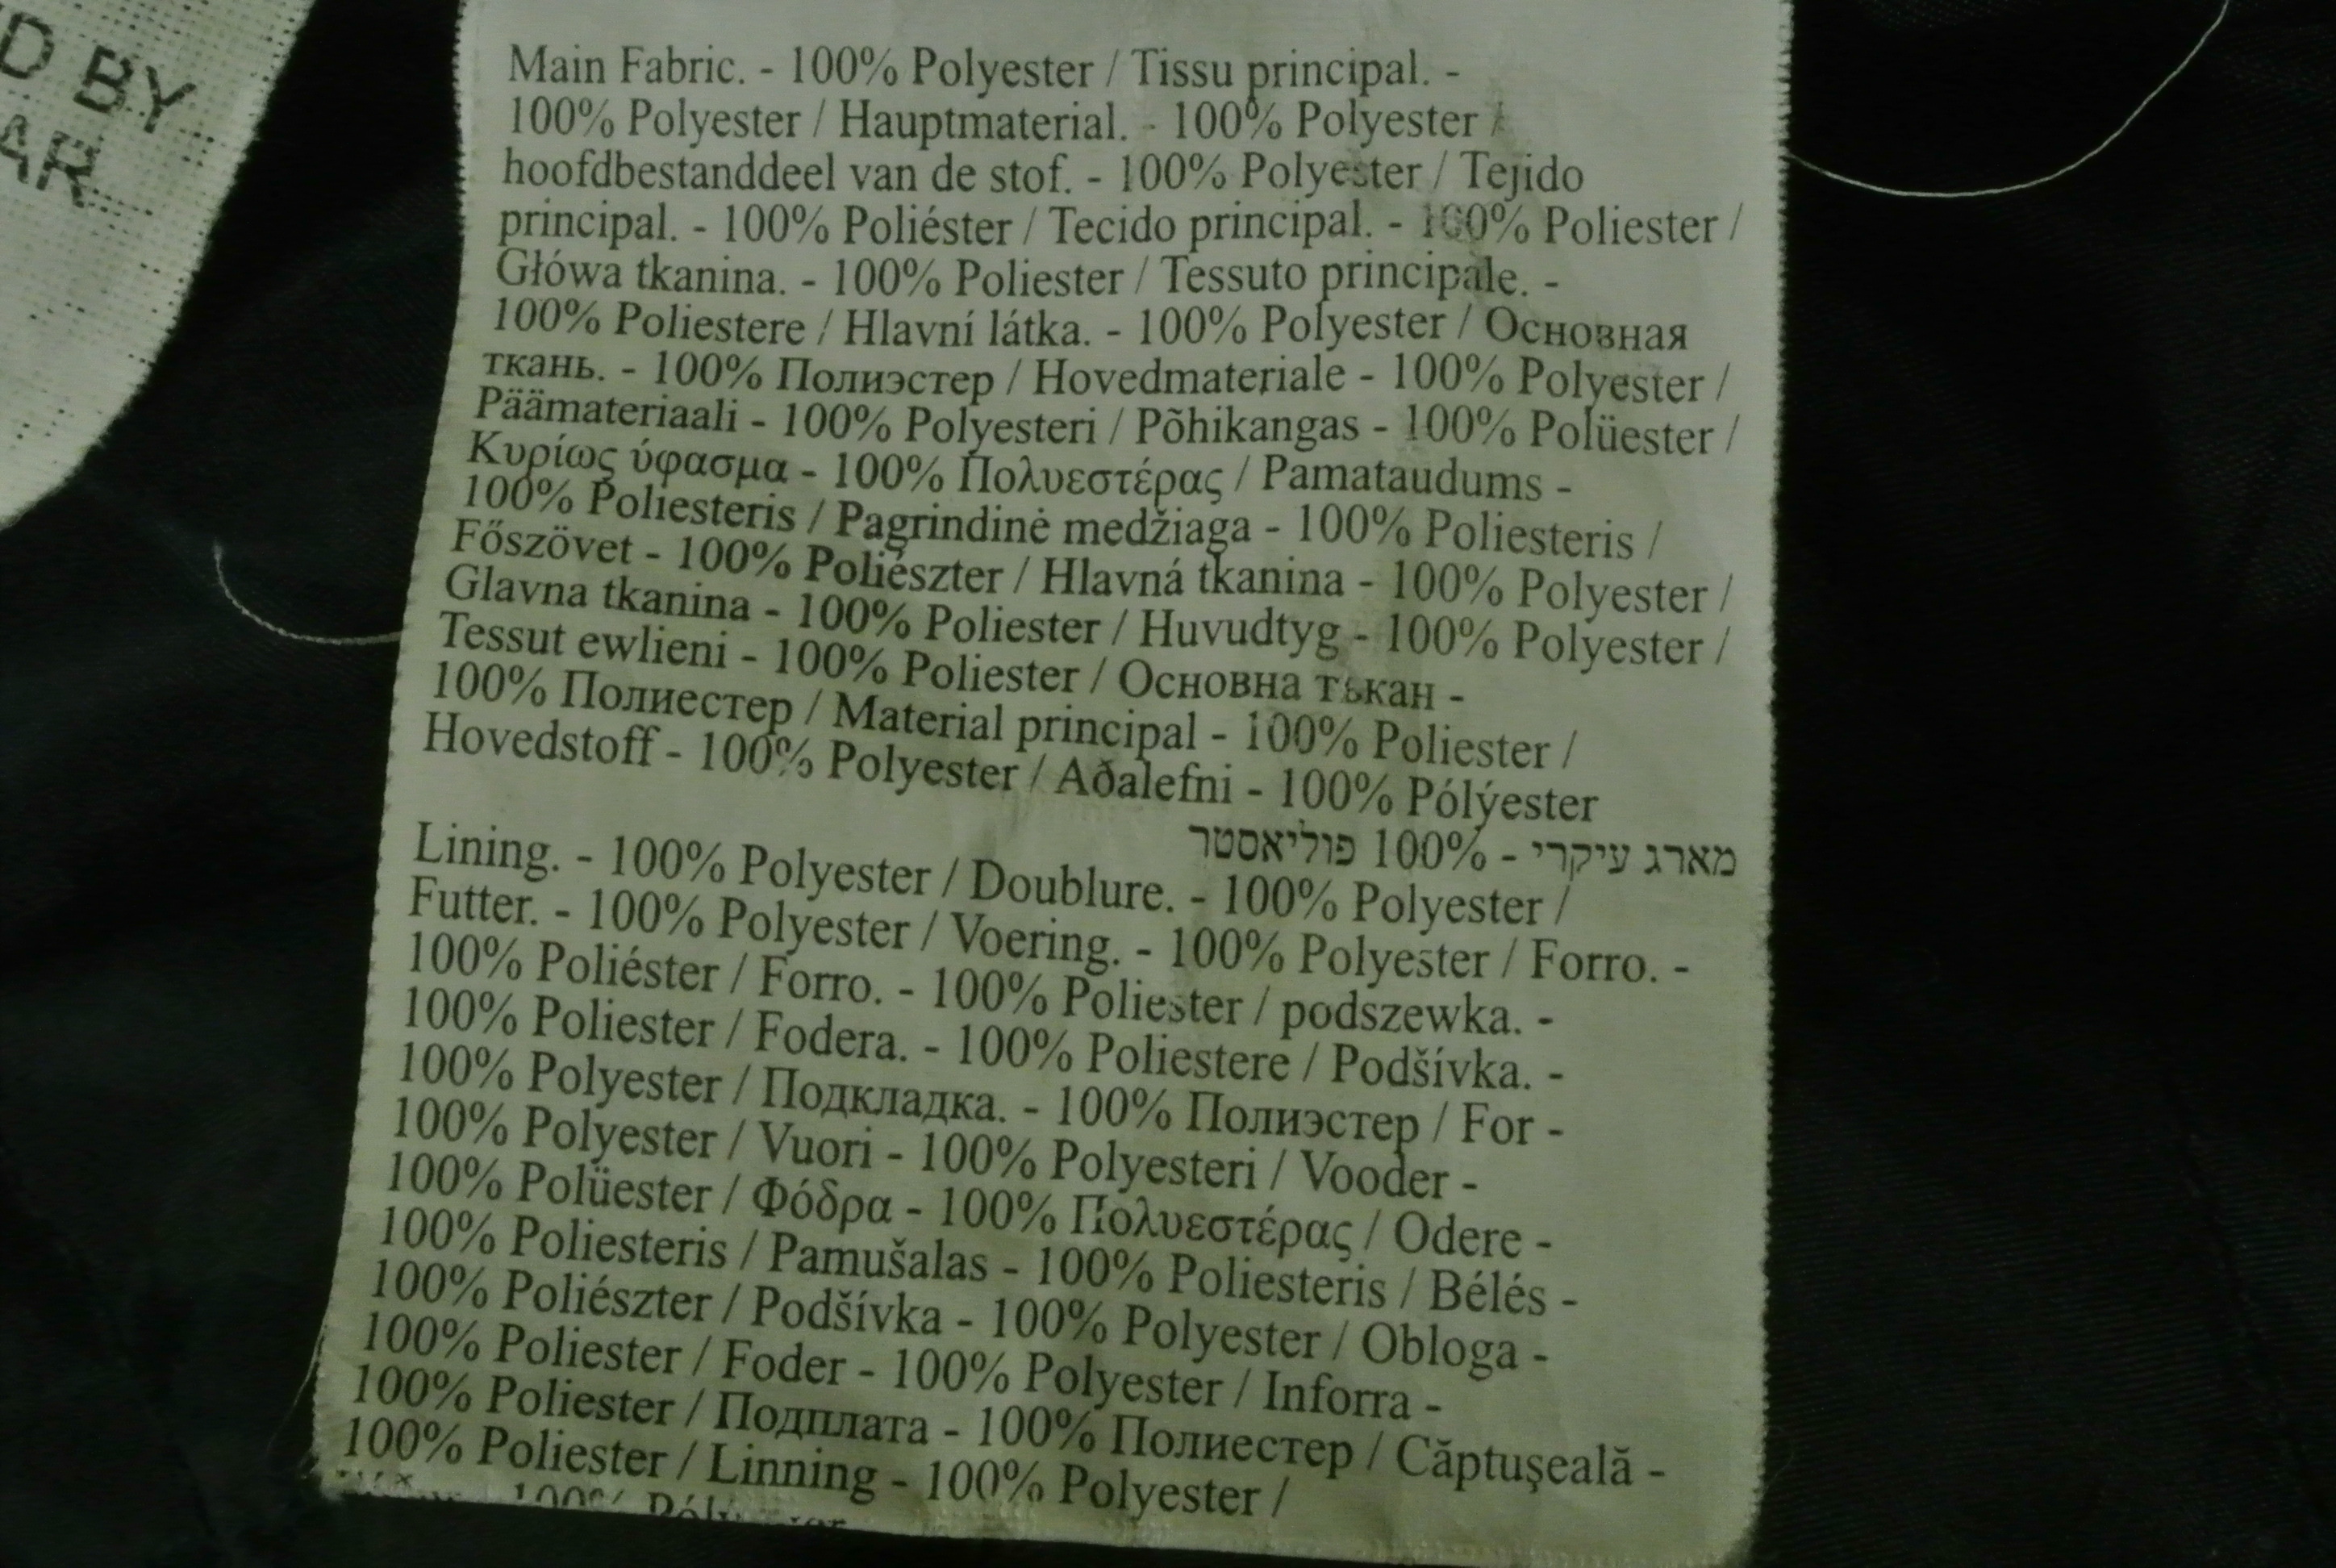 D BY
AR
Main Fabric. - 100% Polyester / Tissu principal. -
100% Polyester / Hauptmaterial. - 100% Polyester /
hoofdbestanddeel van de stof. - 100% Polyester / Tejido
principal. - 100% Poliéster / Tecido principal. - 100% Poliester /
Główa tkanina. - 100% Poliester / Tessuto principale. -
100% Poliestere / Hlavní látka. - 100% Polyester / Основная
ткань. - 100% Полиэстер / Hovedmateriale - 100% Polyester /
Päämateriaali - 100% Polyesteri / Põhikangas - 100% Polüester /
Κυρίως ύφασμα - 100% Πολυεστέρας / Pamataudums -
100% Poliesteris / Pagrindinė medžiaga - 100% Poliesteris /
Főszövet - 100% Poliészter / Hlavná tkanina - 100% Polyester /
Glavna tkanina - 100% Poliester / Huvudtyg - 100% Polyester /
Tessut ewlieni - 100% Poliester / Основна тъкан -
100% Полиестер / Material principal - 100% Poliester /
Hovedstoff - 100% Polyester / Aðalefni - 100% Pólýester
מארג עיקרי - 100% פוליאסטר
Lining. - 100% Polyester / Doublure. - 100% Polyester /
Futter. - 100% Polyester / Voering. - 100% Polyester / Forro. -
100% Poliéster / Forro. - 100% Poliester / podszewka. -
100% Poliester / Fodera. - 100% Poliestere / Podšívka. -
100% Polyester / Подкладка. - 100% Полиэстер / For -
100% Polyester / Vuori - 100% Polyesteri / Vooder -
100% Polüester / Φόδρα - 100% Πολυεστέρας / Odere -
100% Poliesteris / Pamušalas - 100% Poliesteris / Bélés -
100% Poliészter / Podšívka - 100% Polyester / Obloga -
100% Poliester / Foder - 100% Polyester / Inforra -
100% Poliester / Подплата - 100% Полиестер / Căptuşeală -
100% Poliester / Linning - 100% Polyester /
100%